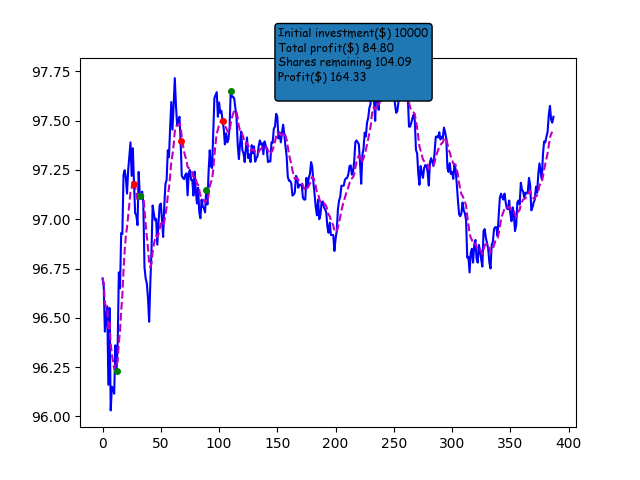 Initial investment($) 10000
Total profit($) 84.80
Shares remaining 104.09
Profit($) 164.33
97.75
97.50
97.25
97.00
96.75
96.50
96.25
96.00
0 50 100 150 200 250 300 350 400